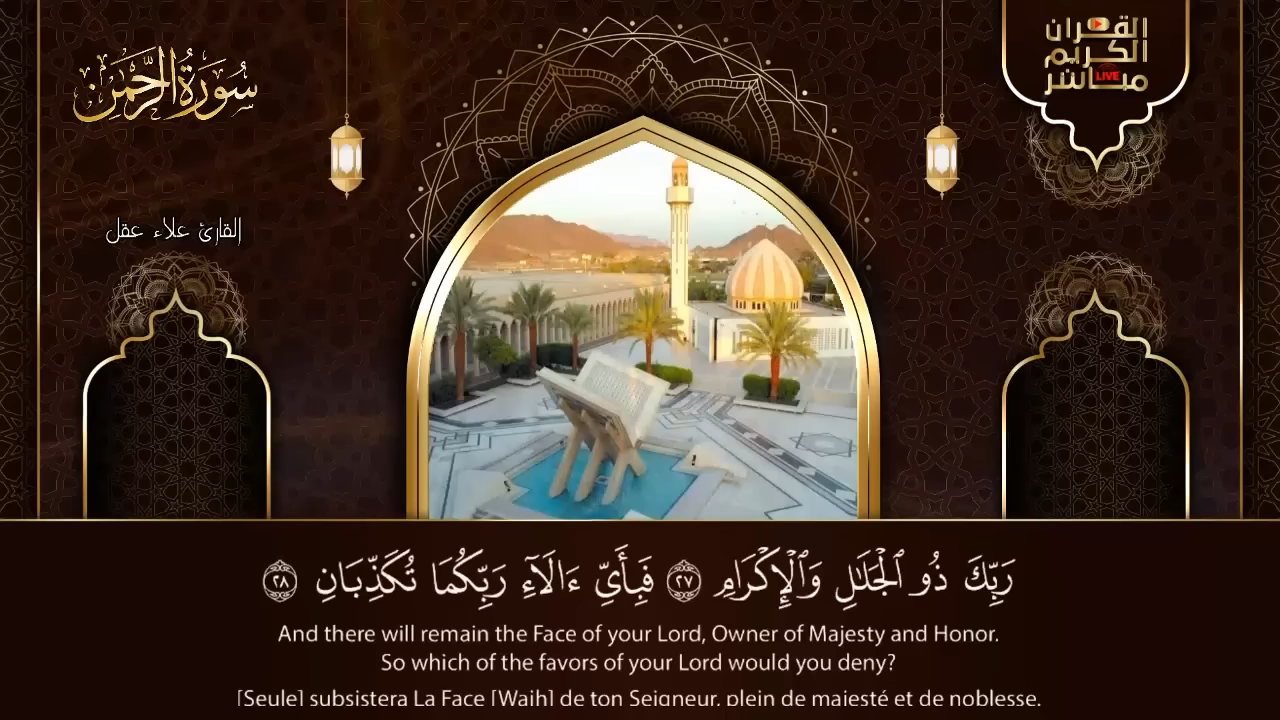 سُورَةُ الرَّحْمَٰن
القران
الكريم
مباشر
LIVE
القارئ علاء عقل
رَبِّكَ ذُو ٱلْجَلَٰلِ وَٱلْإِكْرَامِ ٢٧ فَبِأَيِّ ءَالَآءِ رَبِّكُمَا تُكَذِّبَانِ ٢٨
And there will remain the Face of your Lord, Owner of Majesty and Honor.
So which of the favors of your Lord would you deny?
[Seule] subsistera La Face [Wajh] de ton Seigneur, plein de majesté et de noblesse.